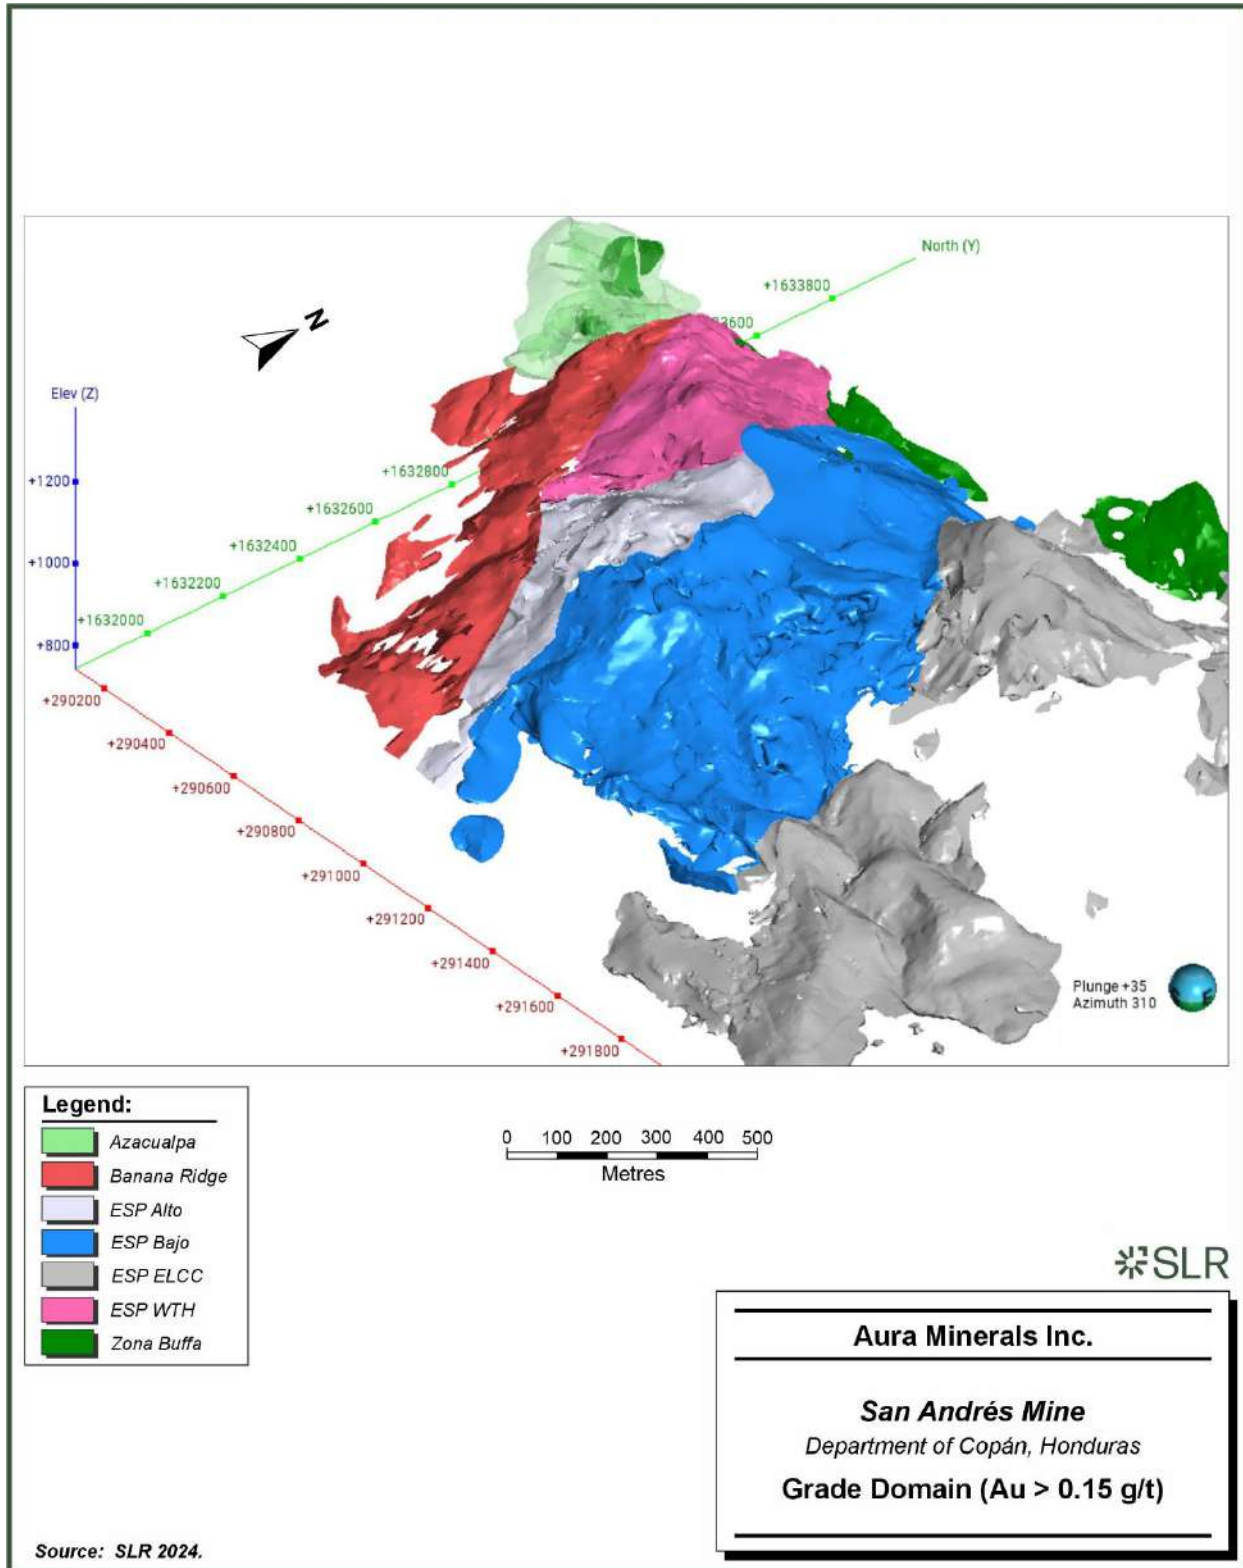 North (Y)
+1633800
33600
N
Elev (Z)
+1200
+1000
+800
+1632800
+1632600
+1632400
+1632200
+1632000
+290200
+290400
+290600
+290800
+291000
+291200
+291400
+291600
+291800
Plunge +35
Azimuth 310
Legend:
Azacualpa
Banana Ridge
ESP Alto
ESP Bajo
ESP ELCC
ESP WTH
Zona Buffa
0 100 200 300 400 500
Metres
SLR
Aura Minerals Inc.
San Andrés Mine
Department of Copán, Honduras
Grade Domain (Au > 0.15 g/t)
Source: SLR 2024.